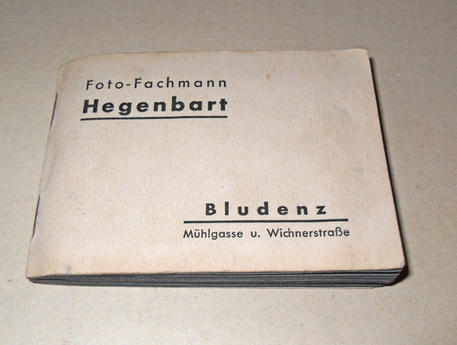 Foto-Fachmann
Hegenbart
Bludenz
Mühlgasse u. Wichnerstraße